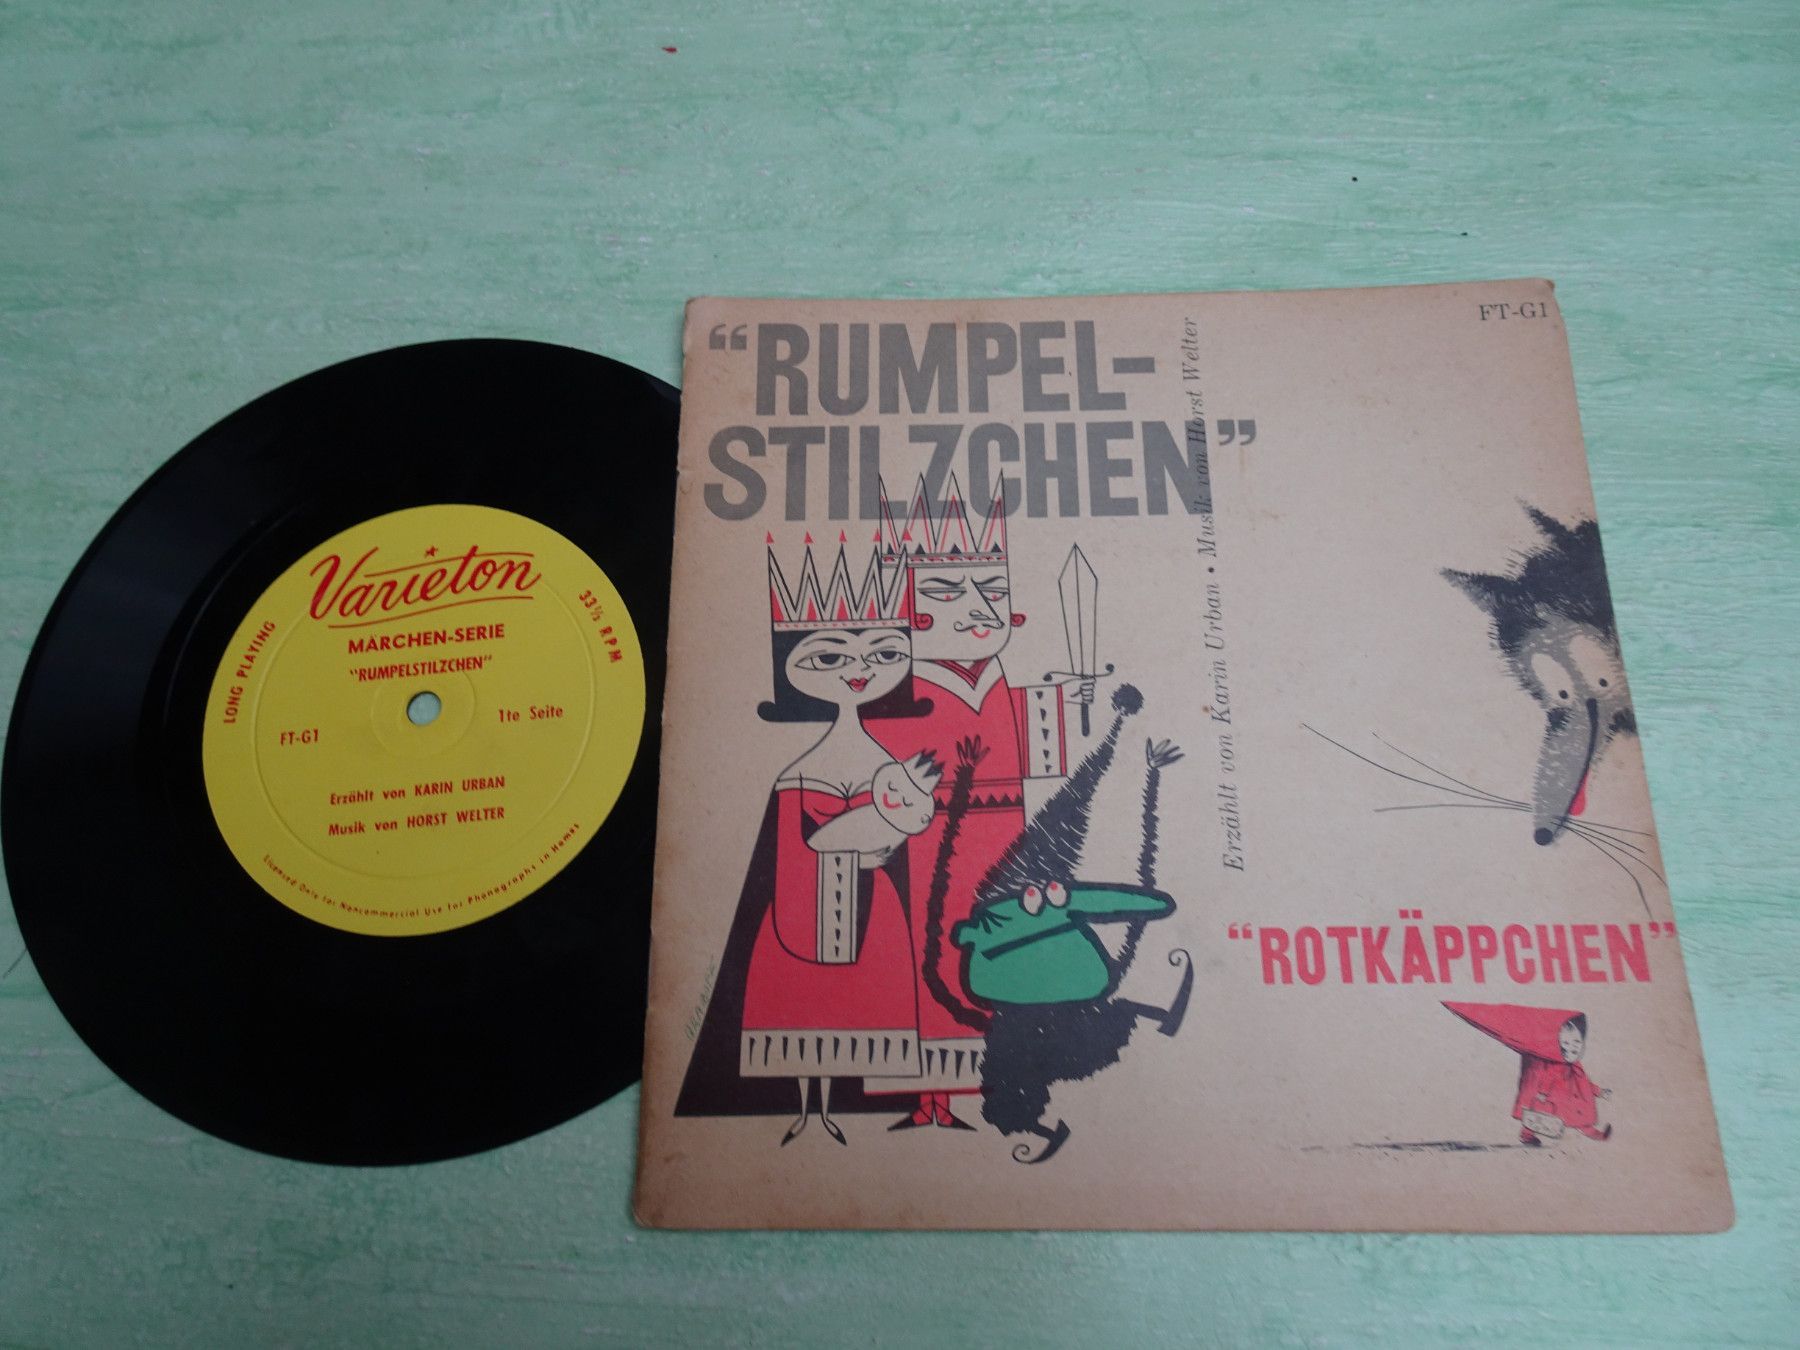 Varieton
MÄRCHEN-SERIE
"RUMPELSTILZCHEN"
LONG PLAYING
33⅓ RPM
FT-G1
1te Seite
Erzählt von KARIN URBAN
Musik von HORST WELTER
Licensed Only for Noncommercial Use for Phonographs in Homes
FT-G1
“RUMPEL-
STILZCHEN”
Erzählt von Karin Urban • Musik von Horst Welter
“ROTKÄPPCHEN”